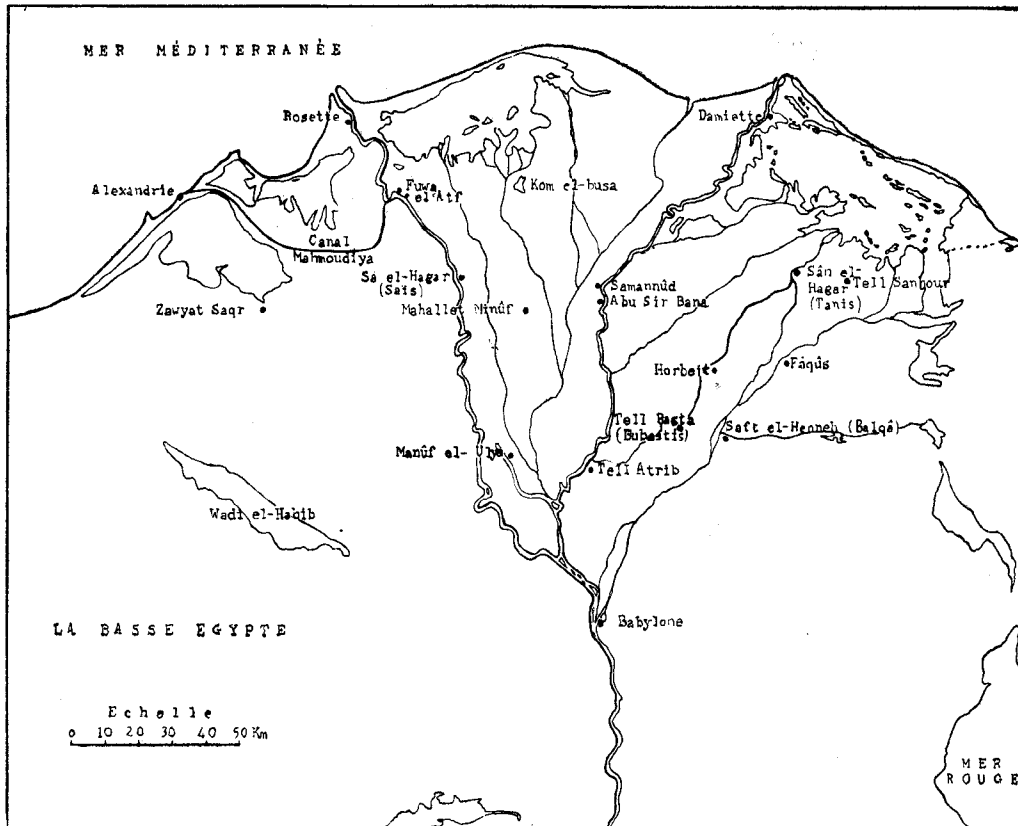 MER MÉDITERRANÉE
Rosette
Damiette
Alexandrie
Fuwa
el'Atf
Kom el-busa
Canal
Mahmoudiya
Sa el-Hagar
(Saïs)
Zawyat Saqr
Mahallet Minûf
Samannûd
Abu Sir Bana
Sân el-
Hagar
(Tanis)
Tell Sanhour
Horbeit
Fâqûs
Tell Basta
(Bubastis)
Saft el-Henneh (Balqâ)
Manûf el-Ulya
Tell Atrib
Wadi el-Habib
Babylone
LA BASSE EGYPTE
Echelle
0 10 20 30 40 50 Km
MER
ROUGE